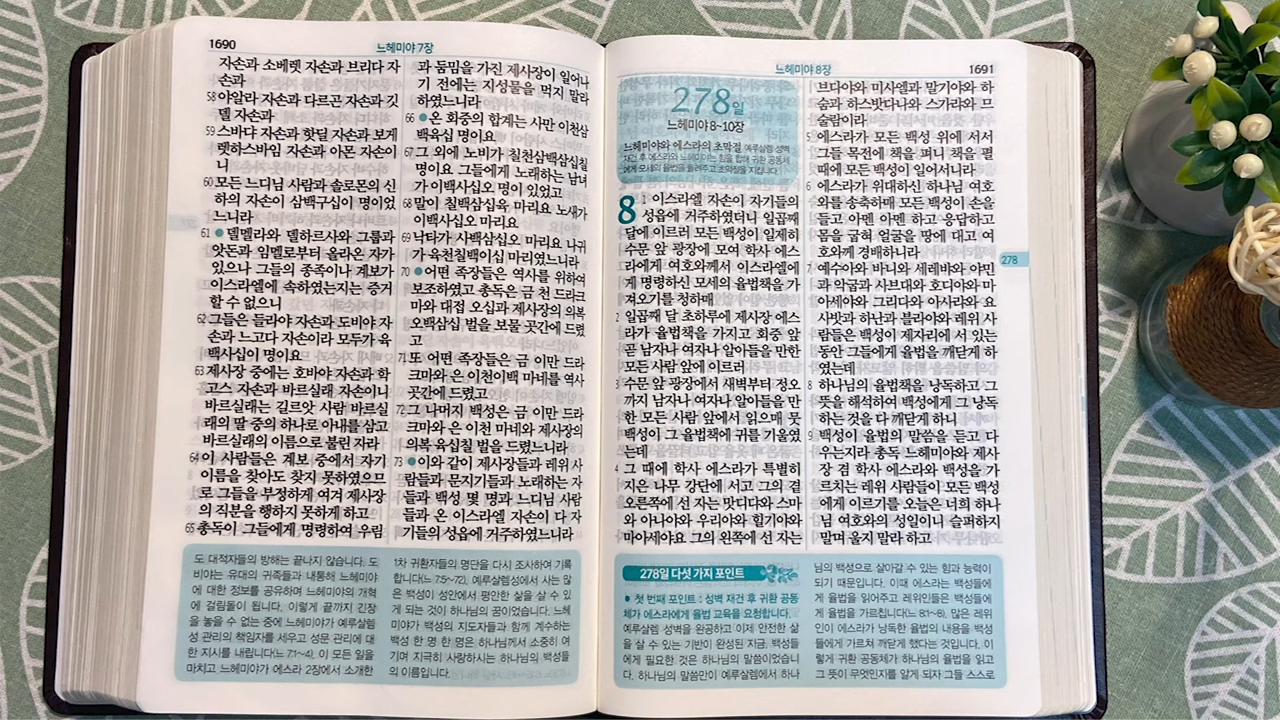 1690
느헤미야 7장
자손과 소베렛 자손과 브리다 자
손과
58 야알라 자손과 다르곤 자손과 깃
델 자손과
59 스바댜 자손과 핫딜 자손과 보게
렛하스바임 자손과 아몬 자손이
니
60 모든 느디님 사람과 솔로몬의 신
하의 자손이 삼백구십이 명이었
느니라
61 ● 델멜라와 델하르사와 그룹과
앗돈과 임멜로부터 올라온 자가
있으나 그들의 종족이나 계보가
이스라엘에 속하였는지는 증거
할 수 없으니
62 그들은 들라야 자손과 도비야 자
손과 느고다 자손이라 모두가 육
백사십이 명이요
63 제사장 중에는 호바야 자손과 학
고스 자손과 바르실래 자손이니
바르실래는 길르앗 사람 바르실
래의 딸 중의 하나로 아내를 삼고
바르실래의 이름으로 불린 자라
64 이 사람들은 계보 중에서 자기
이름을 찾아도 찾지 못하였으므
로 그들을 부정하게 여겨 제사장
의 직분을 행하지 못하게 하고
65 총독이 그들에게 명령하여 우림
과 둠밈을 가진 제사장이 일어나
기 전에는 지성물을 먹지 말라
하였느니라
66 ● 온 회중의 합계는 사만 이천삼
백육십 명이요
67 그 외에 노비가 칠천삼백삼십칠
명이요 그들에게 노래하는 남녀
가 이백사십오 명이 있었고
68 말이 칠백삼십육 마리요 노새가
이백사십오 마리요
69 낙타가 사백삼십오 마리요 나귀
가 육천칠백이십 마리였느니라
70 ● 어떤 족장들은 역사를 위하여
보조하였고 총독은 금 천 드라크
마와 대접 오십과 제사장의 의복
오백삼십 벌을 보물 곳간에 드렸
고
71 또 어떤 족장들은 금 이만 드라
크마와 은 이천이백 마네를 역사
곳간에 드렸고
72 그 나머지 백성은 금 이만 드라
크마와 은 이천 마네와 제사장의
의복 육십칠 벌을 드렸느니라
73 ● 이와 같이 제사장들과 레위 사
람들과 문지기들과 노래하는 자
들과 백성 몇 명과 느디님 사람
들과 온 이스라엘 자손이 다 자
기들의 성읍에 거주하였느니라
도 대적자들의 방해는 끝나지 않습니다. 도
비야는 유대의 귀족들과 내통해 느헤미야
에 대한 정보를 공유하며 느헤미야의 개혁
에 걸림돌이 됩니다. 이렇게 끝까지 긴장
을 놓을 수 없는 중에 느헤미야가 예루살렘
성 관리의 책임자를 세우고 성문 관리에 대
한 지시를 내립니다(느 7:1~4). 이 모든 일을
마치고 느헤미야가 에스라 2장에서 소개한
1차 귀환자들의 명단을 다시 조사하여 기록
합니다(느 7:5~72). 예루살렘성에서 사는 많
은 백성이 성안에서 평안한 삶을 살 수 있
게 되는 것이 하나님의 꿈이었습니다. 느헤
미야가 백성의 지도자들과 함께 계수하는
백성 한 명 한 명은 하나님께서 소중히 여
기며 지극히 사랑하시는 하나님의 백성들
의 이름입니다.
느헤미야 8장
1691
278일
느헤미야 8~10장
느헤미야와 에스라의 초막절 예루살렘 성벽
재건 후 에스라와 느헤미야는 힘을 합해 귀환 공동체
에게 모세의 율법을 들려주고 초막절을 지킵니다.
8 1 이스라엘 자손이 자기들의
성읍에 거주하였더니 일곱째
달에 이르러 모든 백성이 일제히
수문 앞 광장에 모여 학사 에스
라에게 여호와께서 이스라엘에
게 명령하신 모세의 율법책을 가
져오기를 청하매
2 일곱째 달 초하루에 제사장 에스
라가 율법책을 가지고 회중 앞
곧 남자나 여자나 알아들을 만한
모든 사람 앞에 이르러
3 수문 앞 광장에서 새벽부터 정오
까지 남자나 여자나 알아들을 만
한 모든 사람 앞에서 읽으매 뭇
백성이 그 율법책에 귀를 기울였
는데
4 그 때에 학사 에스라가 특별히
지은 나무 강단에 서고 그의 곁
오른쪽에 선 자는 맛디댜와 스마
와 아나야와 우리야와 힐기야와
마아세야요 그의 왼쪽에 선 자는
브다야와 미사엘과 말기야와 하
숨과 하스밧다나와 스가랴와 므
술람이라
5 에스라가 모든 백성 위에 서서
그들 목전에 책을 펴니 책을 펼
때에 모든 백성이 일어서니라
6 에스라가 위대하신 하나님 여호
와를 송축하매 모든 백성이 손을
들고 아멘 아멘 하고 응답하고
몸을 굽혀 얼굴을 땅에 대고 여
호와께 경배하니라
7 예수아와 바니와 세레뱌와 야민
과 악굽과 사브대와 호디야와 마
아세야와 그리다와 아사랴와 요
사밧과 하난과 블라야와 레위 사
람들은 백성이 제자리에 서 있는
동안 그들에게 율법을 깨닫게 하
였는데
8 하나님의 율법책을 낭독하고 그
뜻을 해석하여 백성에게 그 낭독
하는 것을 다 깨닫게 하니
9 백성이 율법의 말씀을 듣고 다
우는지라 총독 느헤미야와 제사
장 겸 학사 에스라와 백성을 가
르치는 레위 사람들이 모든 백성
에게 이르기를 오늘은 너희 하나
님 여호와의 성일이니 슬퍼하지
말며 울지 말라 하고
278
278일 다섯 가지 포인트
● 첫 번째 포인트 : 성벽 재건 후 귀환 공동
체가 에스라에게 율법 교육을 요청합니다.
예루살렘 성벽을 완공하고 이제 안전한 삶
을 살 수 있는 기반이 완성된 지금, 백성들
에게 필요한 것은 하나님의 말씀이었습니
다. 하나님의 말씀만이 예루살렘에서 하나
님의 백성으로 살아갈 수 있는 힘과 능력이
되기 때문입니다. 이때 에스라는 백성들에
게 율법을 읽어주고 레위인들은 백성들에
게 율법을 가르칩니다(느 8:1~8). 많은 레위
인이 에스라가 낭독한 율법의 내용을 백성
들에게 가르쳐 깨닫게 했다는 것입니다. 이
렇게 귀환 공동체가 하나님의 율법을 읽고
그 뜻이 무엇인지를 알게 되자 그들 스스로